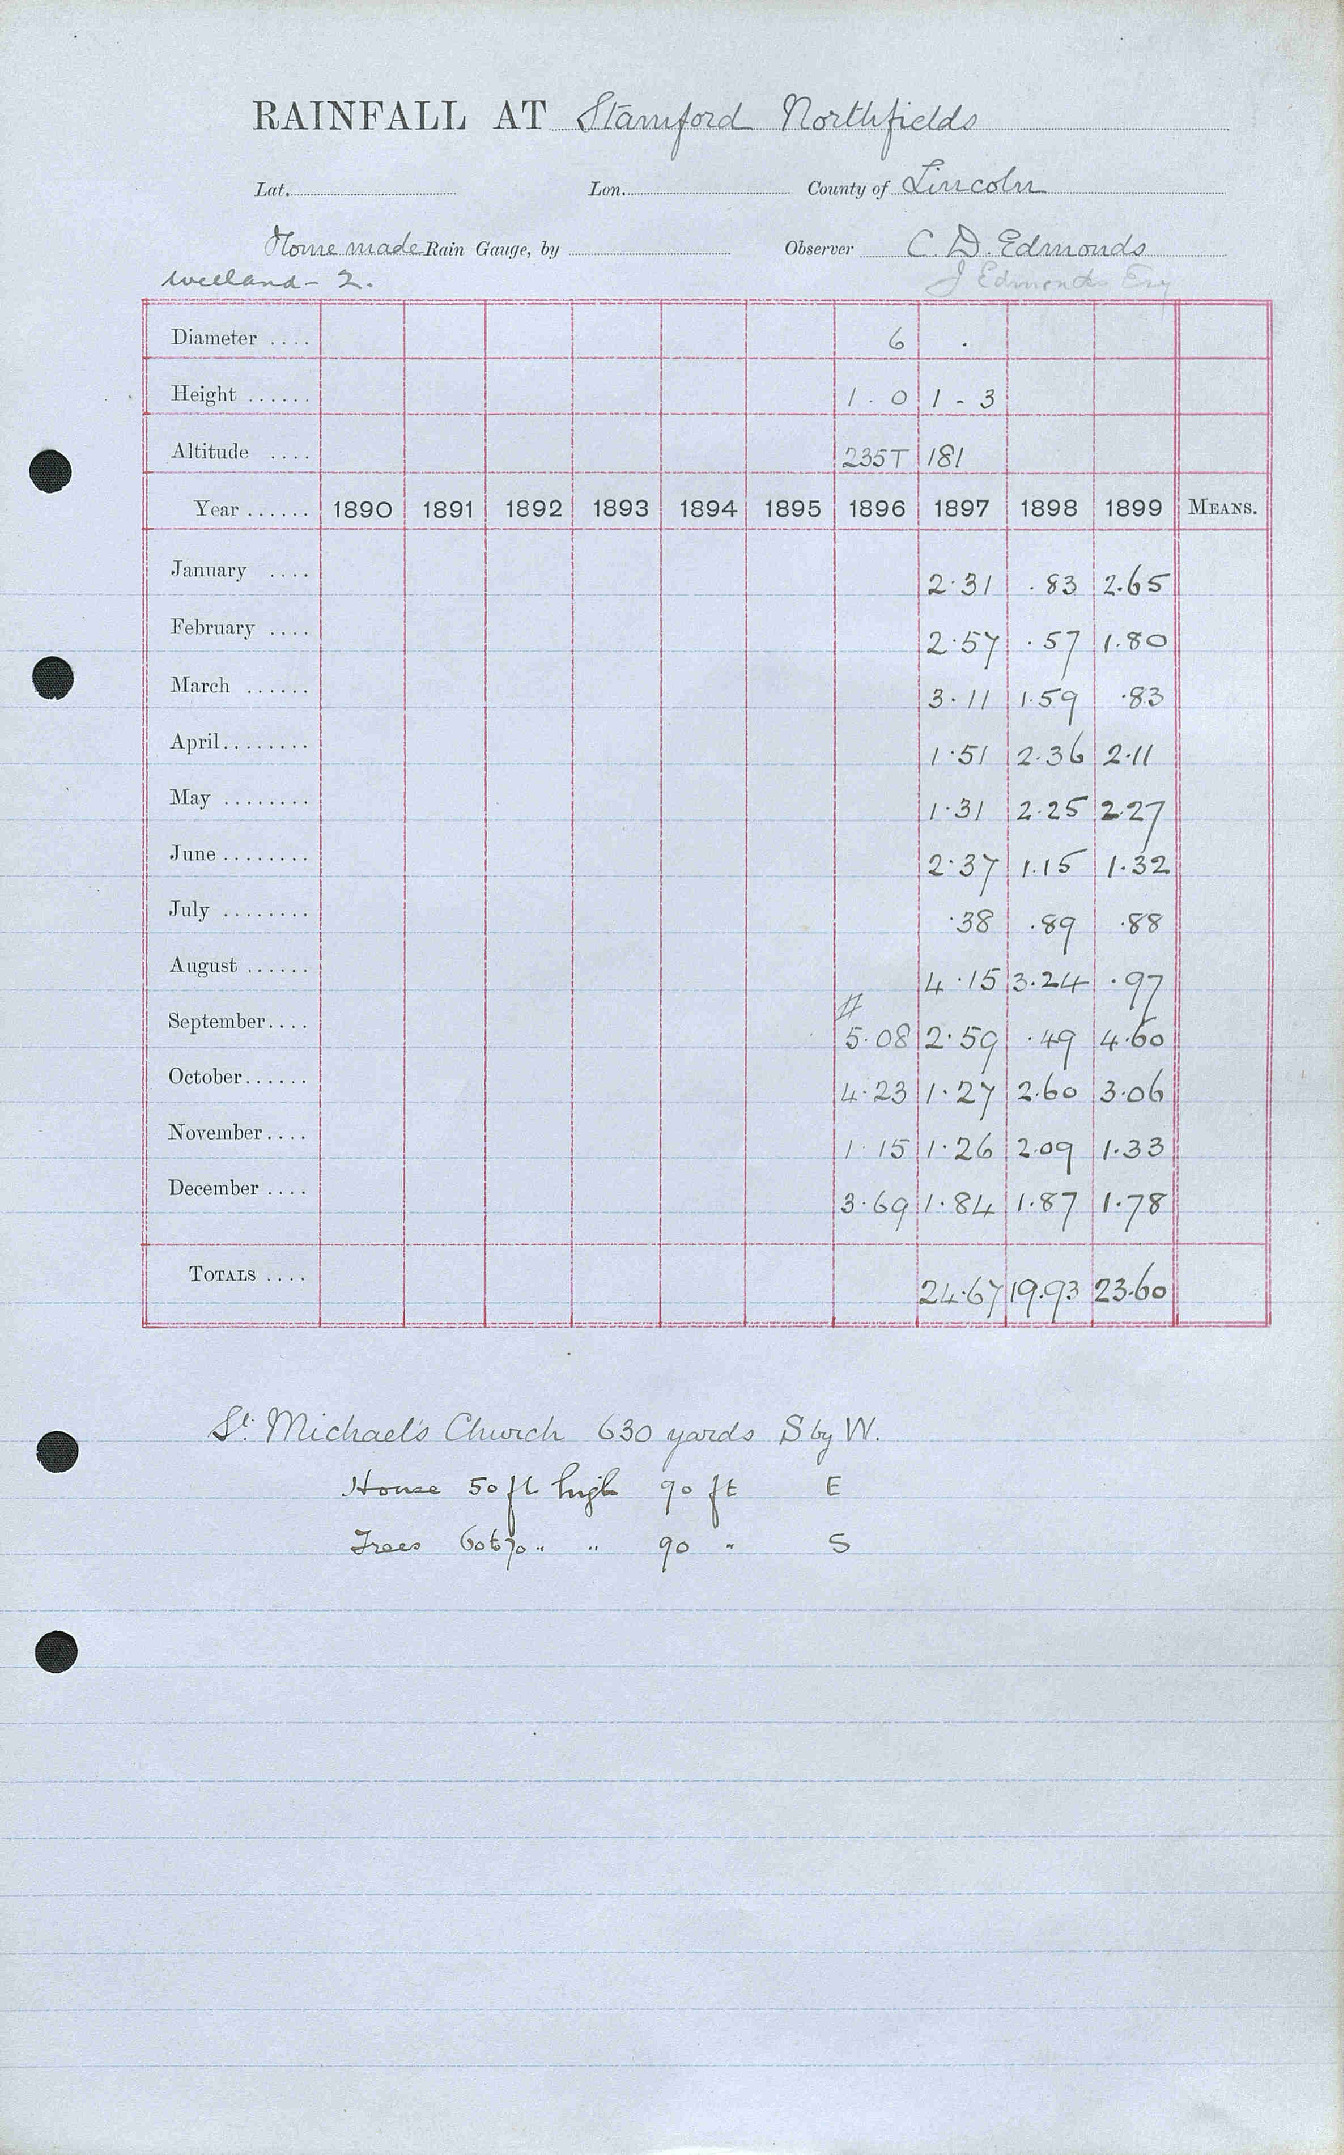 RAINFALL AT Stamford Northfields
Lat. Lon. County of Lincoln
Home made Rain Gauge, by Observer C. D. Edmonds
Welland - 2. J Edmonds Esq
Diameter .... 6 .
Height ...... 1 - 0 1 - 3
Altitude .... 235T 181
Year ...... 1890 1891 1892 1893 1894 1895 1896 1897 1898 1899 MEANS.
January .... 2.31 .83 2.65
February .... 2.57 .57 1.80
March ...... 3.11 1.59 .83
April........ 1.51 2.36 2.11
May ........ 1.31 2.25 2.27
June ........ 2.37 1.15 1.32
July ........ .38 .89 .88
August ...... 4.15 3.24 .97
#
September.... 5.08 2.59 .49 4.60
October...... 4.23 1.27 2.60 3.06
November.... 1.15 1.26 2.09 1.33
December .... 3.69 1.84 1.87 1.78
TOTALS .... 24.67 19.93 23.60
St. Michael's Church 630 yards S by W.
House 50 ft high 90 ft E
Trees 60 to 70 " " 90 " S